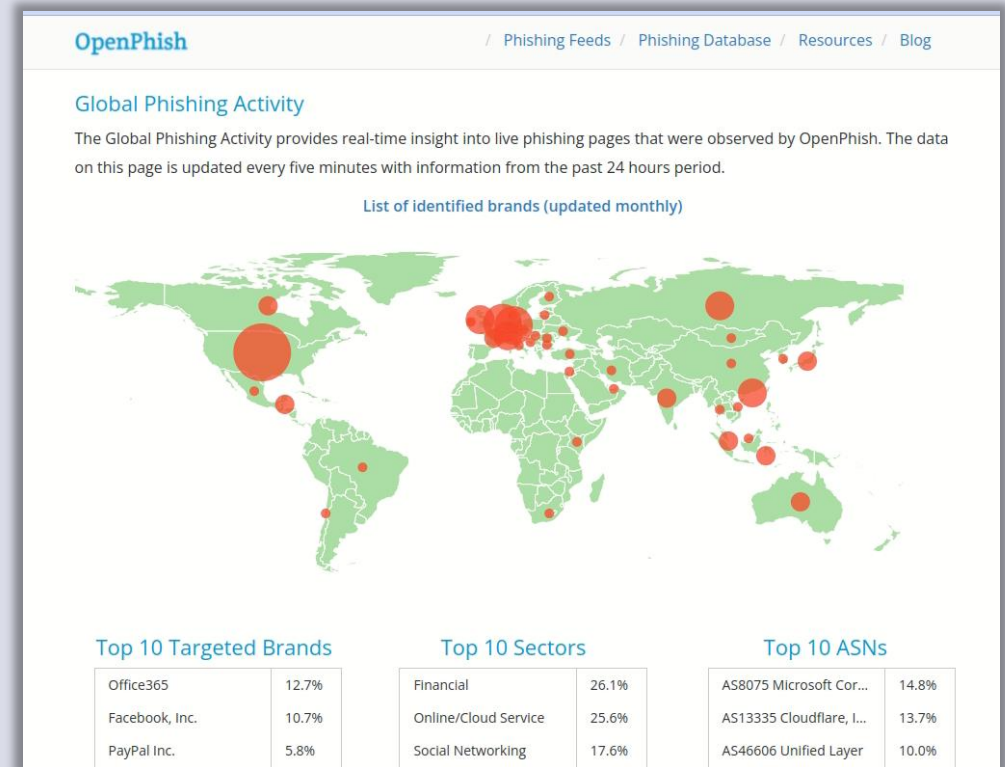 OpenPhish / Phishing Feeds / Phishing Database / Resources / Blog
Global Phishing Activity
The Global Phishing Activity provides real-time insight into live phishing pages that were observed by OpenPhish. The data
on this page is updated every five minutes with information from the past 24 hours period.
List of identified brands (updated monthly)
Top 10 Targeted Brands
Office365 12.7%
Facebook, Inc. 10.7%
PayPal Inc. 5.8%
Top 10 Sectors
Financial 26.1%
Online/Cloud Service 25.6%
Social Networking 17.6%
Top 10 ASNs
AS8075 Microsoft Cor... 14.8%
AS13335 Cloudflare, I... 13.7%
AS46606 Unified Layer 10.0%